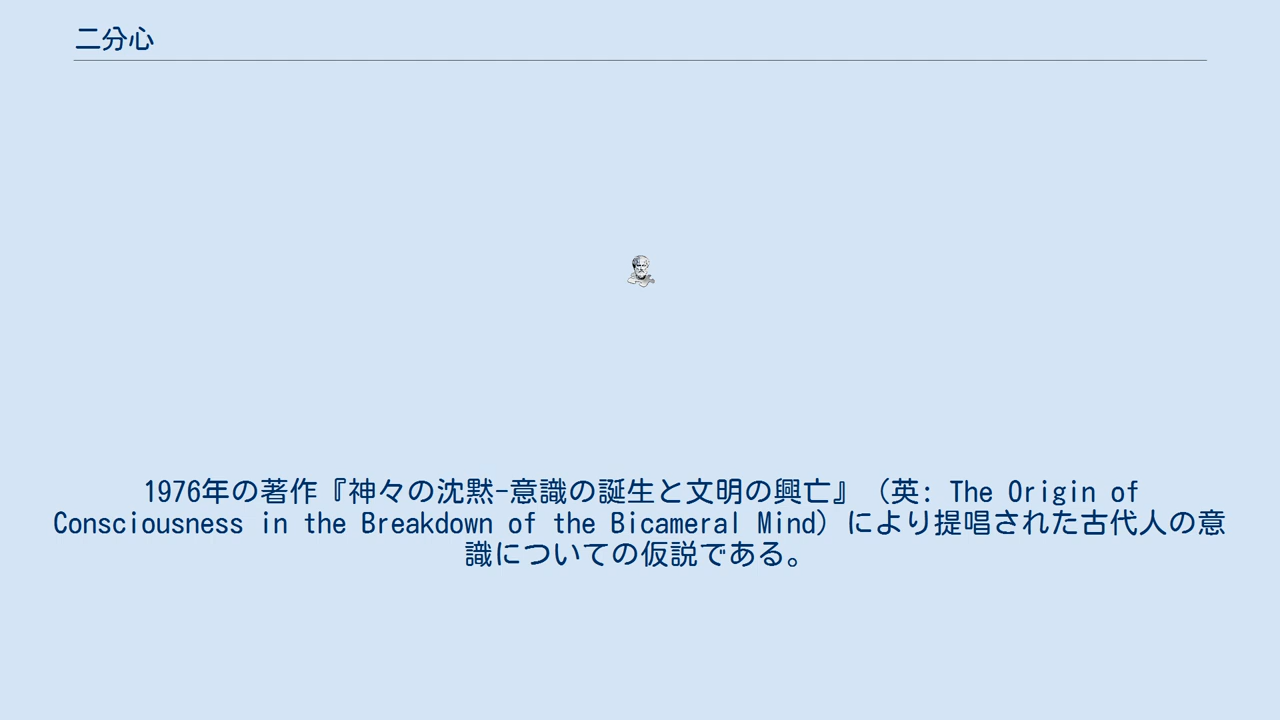 二分心
1976年の著作『神々の沈黙-意識の誕生と文明の興亡』（英: The Origin of
Consciousness in the Breakdown of the Bicameral Mind）により提唱された古代人の意
識についての仮説である。